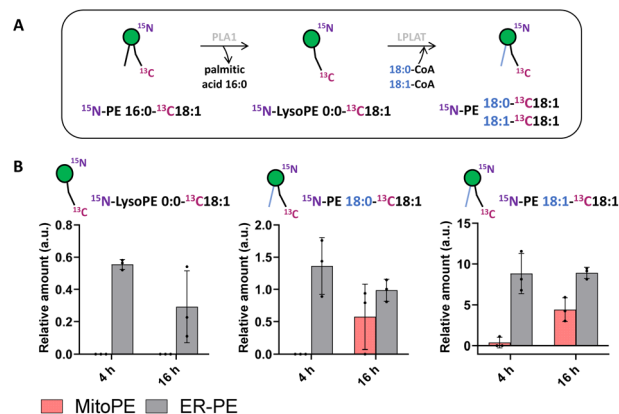 A
15N
PLA1
15N
LPLAT
15N
13C
palmitic
acid 16:0
13C
18:0-CoA
18:1-CoA
13C
15N-PE 16:0-13C18:1
15N-LysoPE 0:0-13C18:1
15N-PE 18:0-13C18:1
18:1-13C18:1
B
15N
13C
15N-LysoPE 0:0-13C18:1
15N
13C
15N-PE 18:0-13C18:1
15N
13C
15N-PE 18:1-13C18:1
Relative amount (a.u.)
0.8
0.6
0.4
0.2
0.0
4 h
16 h
Relative amount (a.u.)
2.0
1.5
1.0
0.5
0.0
4 h
16 h
Relative amount (a.u.)
15
10
5
0
4 h
16 h
MitoPE
ER-PE